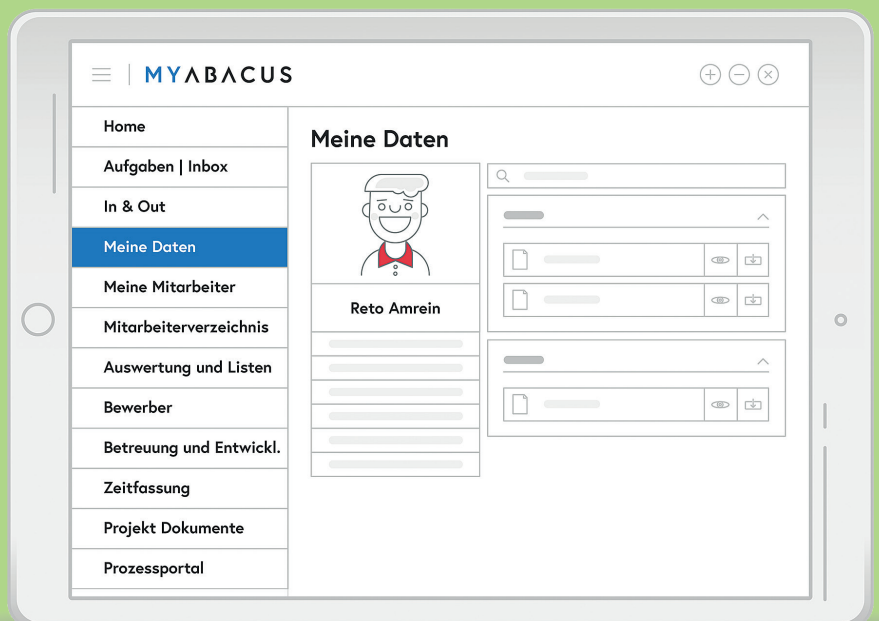 MYABACUS
Home
Aufgaben | Inbox
In & Out
Meine Daten
Meine Mitarbeiter
Mitarbeiterverzeichnis
Auswertung und Listen
Bewerber
Betreuung und Entwickl.
Zeitfassung
Projekt Dokumente
Prozessportal
Meine Daten
Reto Amrein